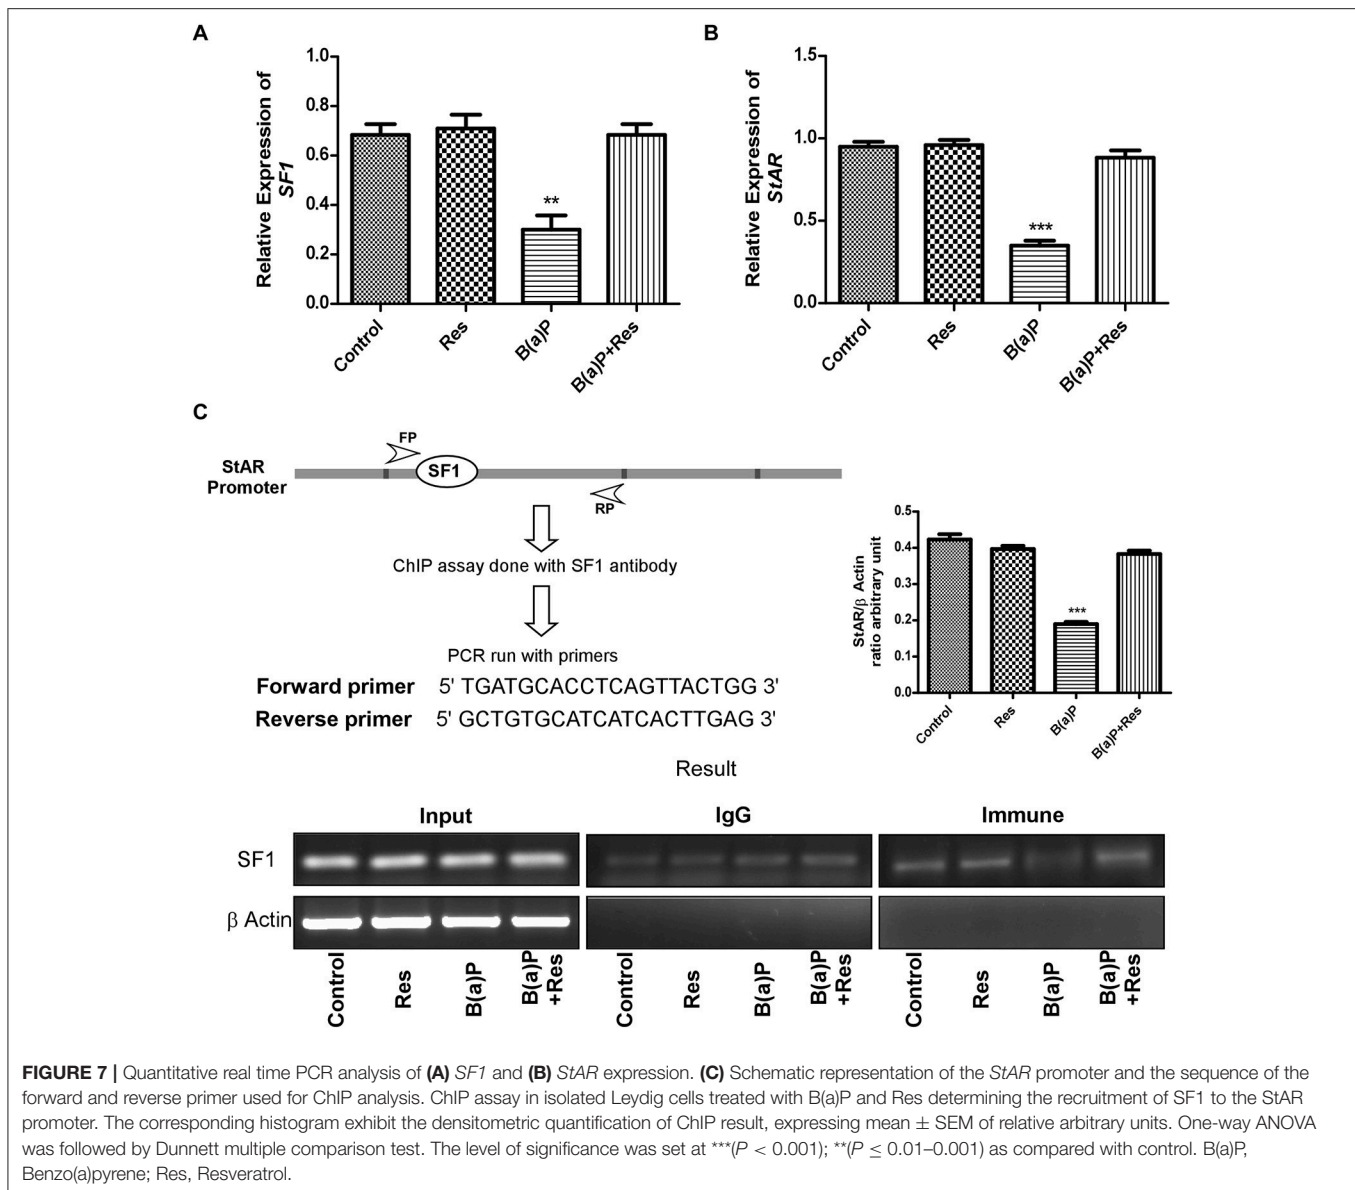 A
Relative Expression of
SF1
1.0
0.8
0.6
0.4
0.2
0.0
**
Control
Res
B(a)P
B(a)P+Res
B
Relative Expression of
StAR
1.5
1.0
0.5
0.0
***
Control
Res
B(a)P
B(a)P+Res
C
StAR
Promoter
FP
SF1
RP
ChIP assay done with SF1 antibody
PCR run with primers
Forward primer 5' TGATGCACCTCAGTTACTGG 3'
Reverse primer 5' GCTGTGCATCATCACTTGAG 3'
StAR/β Actin
ratio arbitrary unit
0.5
0.4
0.3
0.2
0.1
0.0
***
Control
Res
B(a)P
B(a)P+Res
Result
Input IgG Immune
SF1
β Actin
Control
Res
B(a)P
B(a)P
+Res
Control
Res
B(a)P
B(a)P
+Res
Control
Res
B(a)P
B(a)P
+Res
FIGURE 7 | Quantitative real time PCR analysis of (A) SF1 and (B) StAR expression. (C) Schematic representation of the StAR promoter and the sequence of the
forward and reverse primer used for ChIP analysis. ChIP assay in isolated Leydig cells treated with B(a)P and Res determining the recruitment of SF1 to the StAR
promoter. The corresponding histogram exhibit the densitometric quantification of ChIP result, expressing mean ± SEM of relative arbitrary units. One-way ANOVA
was followed by Dunnett multiple comparison test. The level of significance was set at ***(P < 0.001); **(P ≤ 0.01–0.001) as compared with control. B(a)P,
Benzo(a)pyrene; Res, Resveratrol.